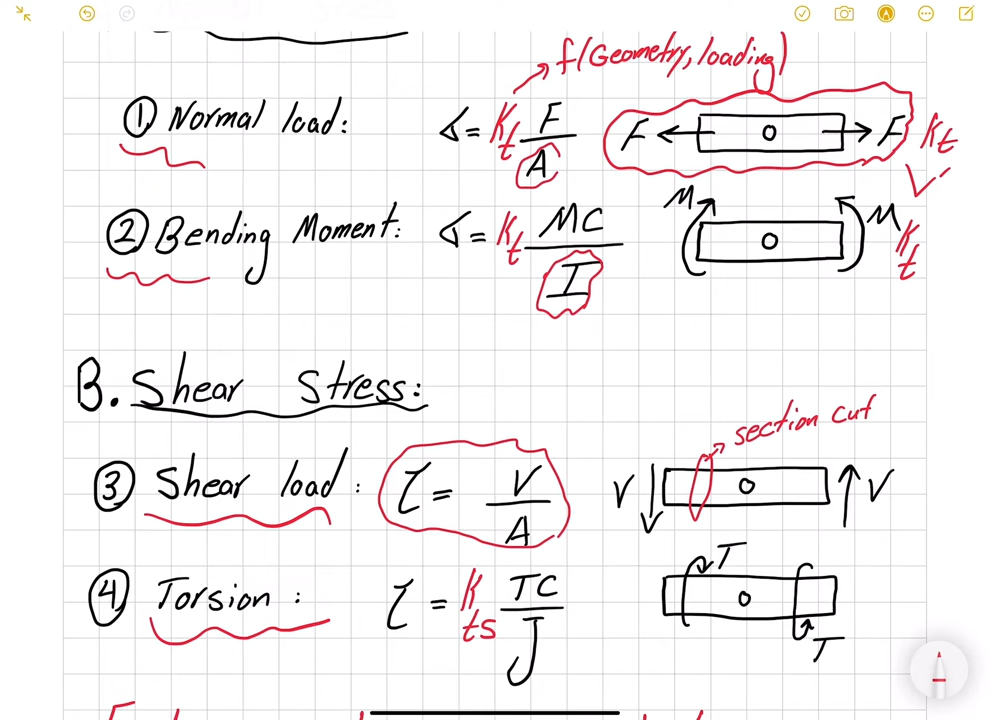 f(Geometry, loading)
① Normal load: σ = Kt F/A F F Kt
② Bending Moment: σ = Kt MC/I M M Kt
B. Shear Stress:
section cut
③ Shear load: τ = V/A V V
④ Torsion: τ = Kts TC/J T T